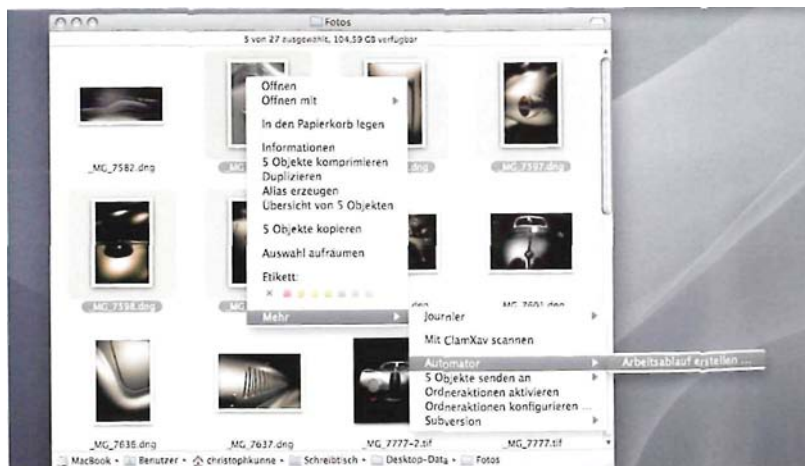 Fotos
5 von 27 ausgewählt, 104,59 GB verfügbar
Öffnen
Öffnen mit
In den Papierkorb legen
Informationen
5 Objekte komprimieren
Duplizieren
Alias erzeugen
Übersicht von 5 Objekten
5 Objekte kopieren
Auswahl aufräumen
Etikett:
Mehr
Journler
Mit ClamXav scannen
Automator
5 Objekte senden an
Ordneraktionen aktivieren
Ordneraktionen konfigurieren ...
Subversion
Arbeitsablauf erstellen ...
_MG_7582.dng
_MG_7597.dng
_MG_7598.dng
_MG_7636.dng
_MG_7637.dng
_MG_7777-2.tif
_MG_7777.tif
MacBook
Benutzer
christophkunne
Schreibtisch
Desktop-Data
Fotos